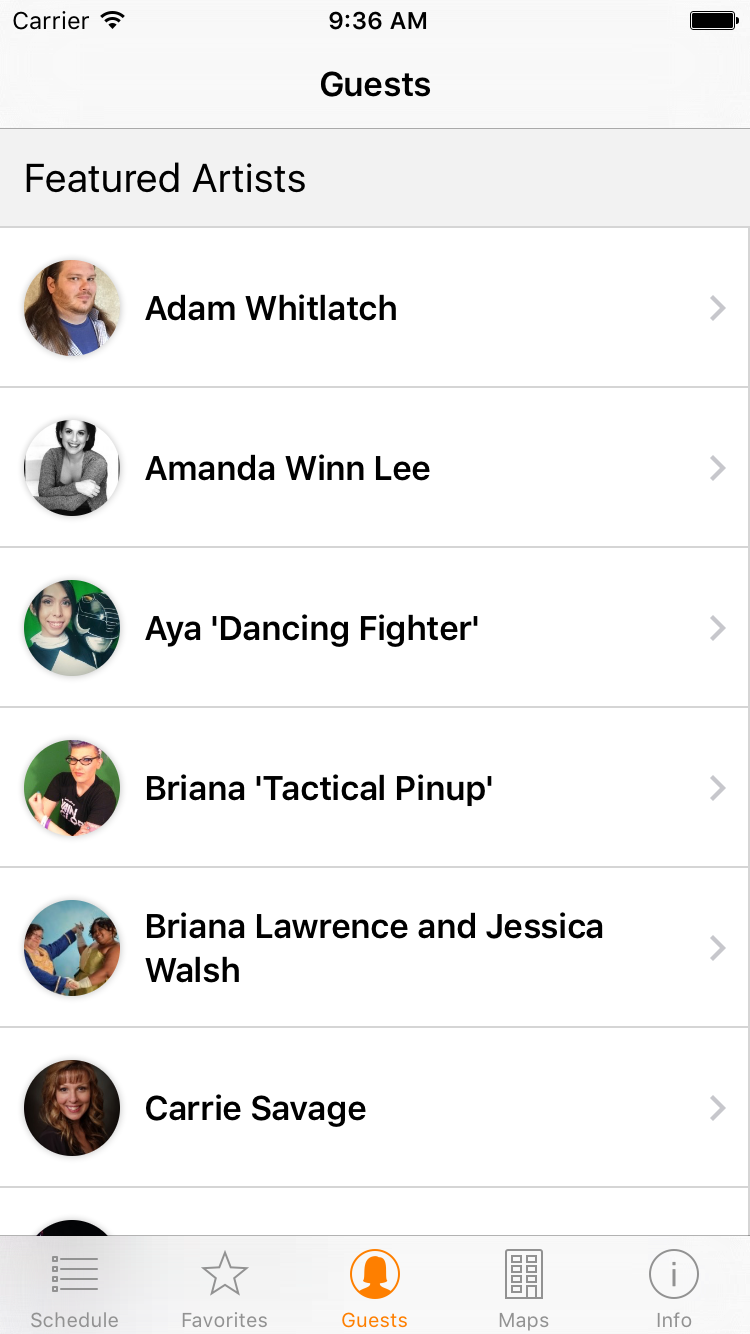 Carrier 9:36 AM
Guests
Featured Artists
Adam Whitlatch
Amanda Winn Lee
Aya 'Dancing Fighter'
Briana 'Tactical Pinup'
Briana Lawrence and Jessica
Walsh
Carrie Savage
Schedule Favorites Guests Maps Info